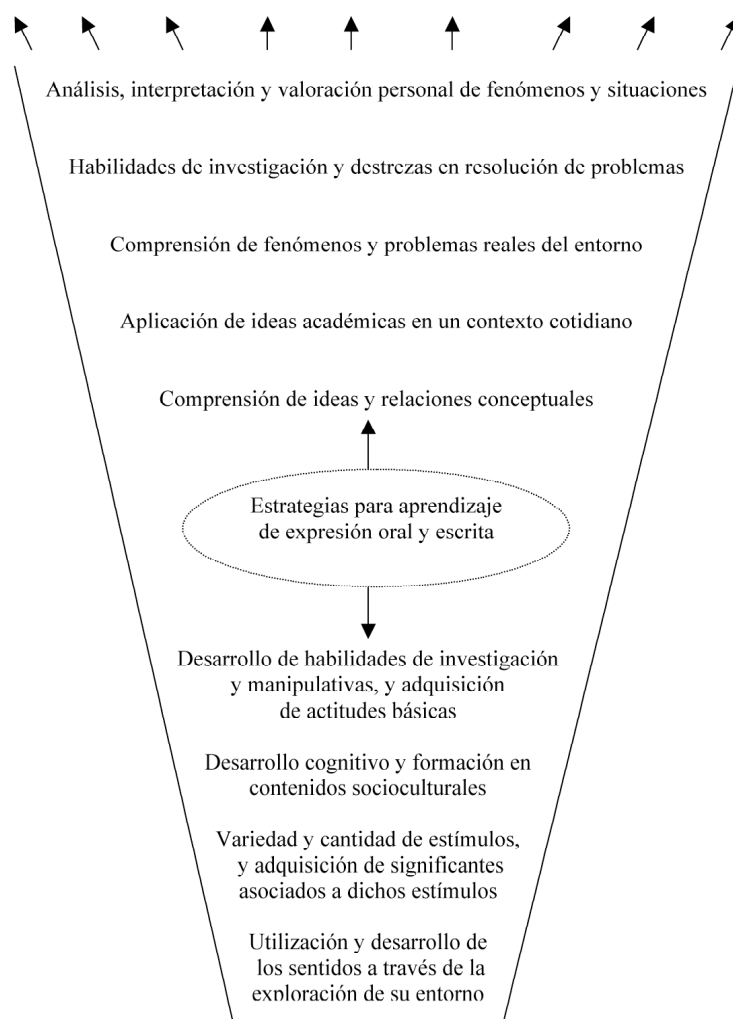 Análisis, interpretación y valoración personal de fenómenos y situaciones
Habilidades de investigación y destrezas en resolución de problemas
Comprensión de fenómenos y problemas reales del entorno
Aplicación de ideas académicas en un contexto cotidiano
Comprensión de ideas y relaciones conceptuales
Estrategias para aprendizaje
de expresión oral y escrita
Desarrollo de habilidades de investigación
y manipulativas, y adquisición
de actitudes básicas
Desarrollo cognitivo y formación en
contenidos socioculturales
Variedad y cantidad de estímulos,
y adquisición de significantes
asociados a dichos estímulos
Utilización y desarrollo de
los sentidos a través de la
exploración de su entorno